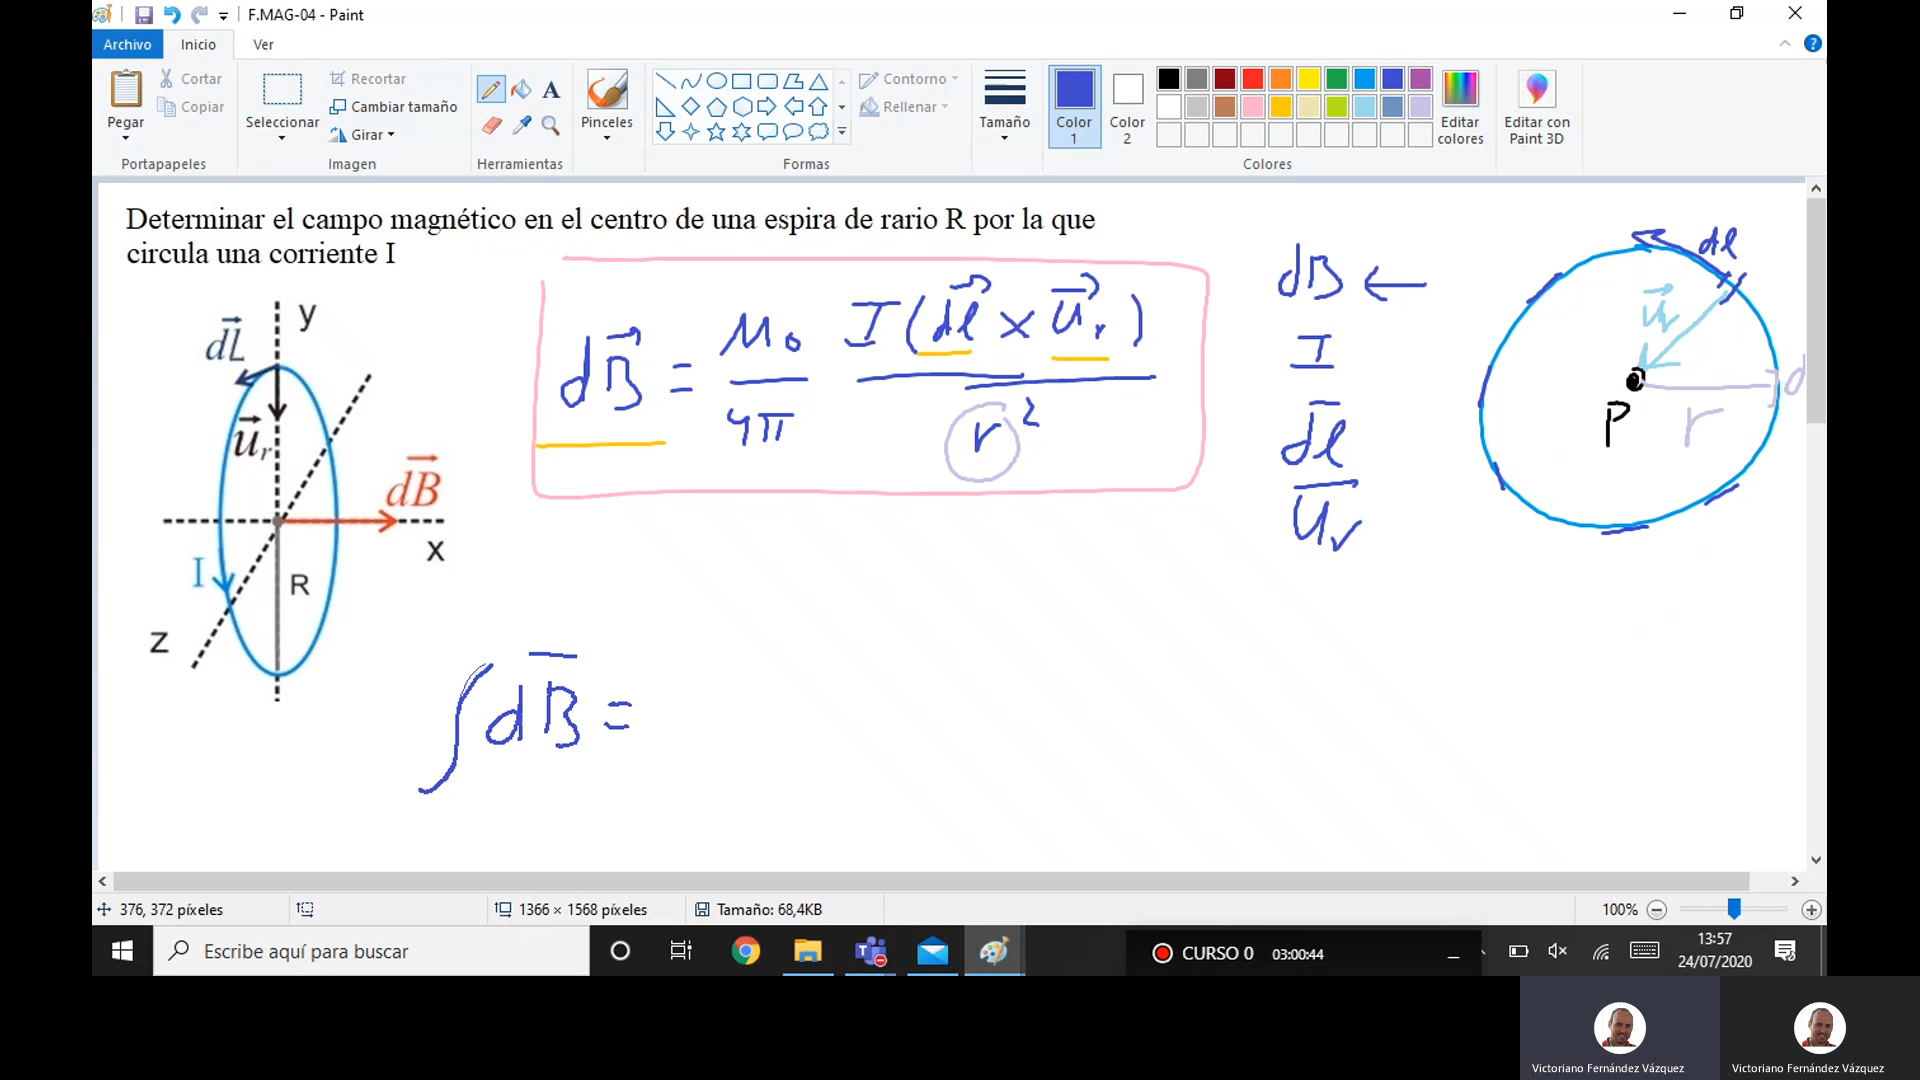 F.MAG-04 - Paint
Archivo Inicio Ver
Pegar
Cortar
Copiar
Portapapeles
Seleccionar
Recortar
Cambiar tamaño
Girar
Imagen
A
Herramientas
Pinceles
Contorno
Rellenar
Formas
Tamaño
Color 1
Color 2
Editar colores
Editar con Paint 3D
Colores
Determinar el campo magnético en el centro de una espira de rario R por la que
circula una corriente I
y
dL
u_r
dB
x
I
R
z
dB = μ₀/4π I(dl × u_r)/r²
dB ←
I
dl
u_r
dl
u_r
P
r
d
∫dB =
376, 372 píxeles
1366 × 1568 píxeles
Tamaño: 68,4KB
100%
Escribe aquí para buscar
CURSO 0 03:00:44
13:57
24/07/2020
Victoriano Fernández Vázquez
Victoriano Fernández Vázquez